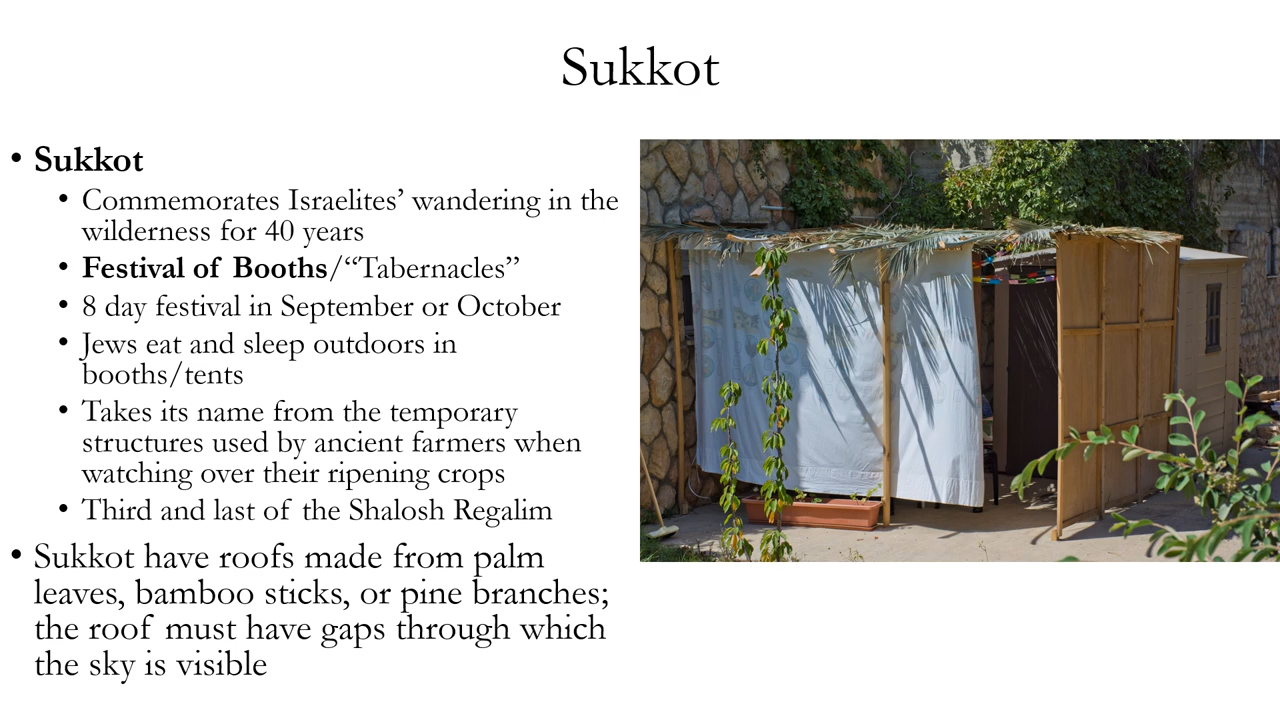 Sukkot
• Sukkot
• Commemorates Israelites’ wandering in the
wilderness for 40 years
• Festival of Booths/“Tabernacles”
• 8 day festival in September or October
• Jews eat and sleep outdoors in
booths/tents
• Takes its name from the temporary
structures used by ancient farmers when
watching over their ripening crops
• Third and last of the Shalosh Regalim
• Sukkot have roofs made from palm
leaves, bamboo sticks, or pine branches;
the roof must have gaps through which
the sky is visible